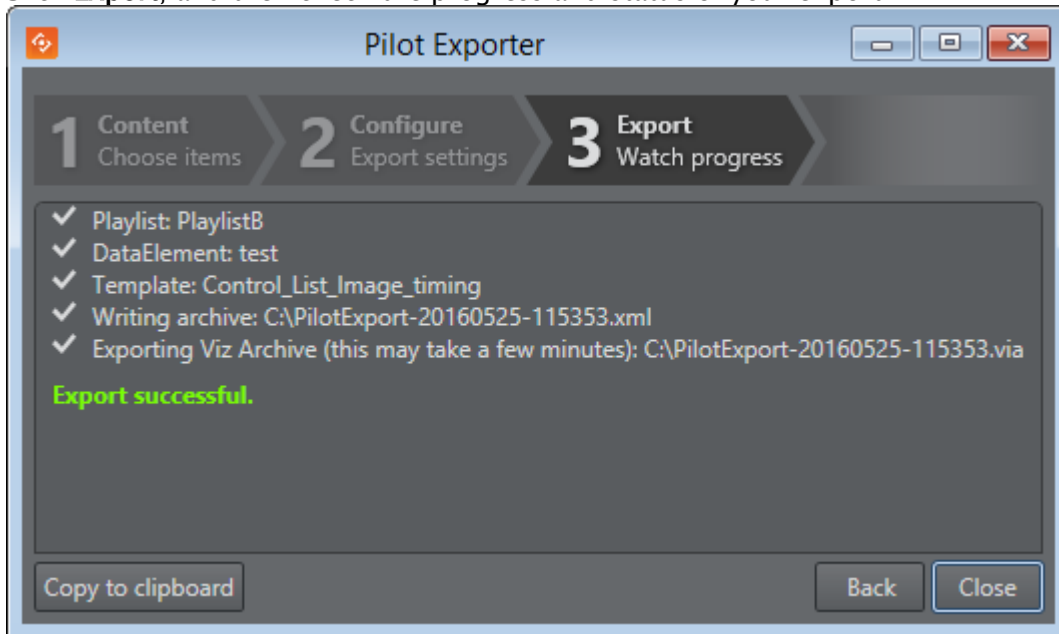 Pilot Exporter
1 Content
Choose items
2 Configure
Export settings
3 Export
Watch progress
Playlist: PlaylistB
DataElement: test
Template: Control_List_Image_timing
Writing archive: C:\PilotExport-20160525-115353.xml
Exporting Viz Archive (this may take a few minutes): C:\PilotExport-20160525-115353.via
Export successful.
Copy to clipboard
Back
Close